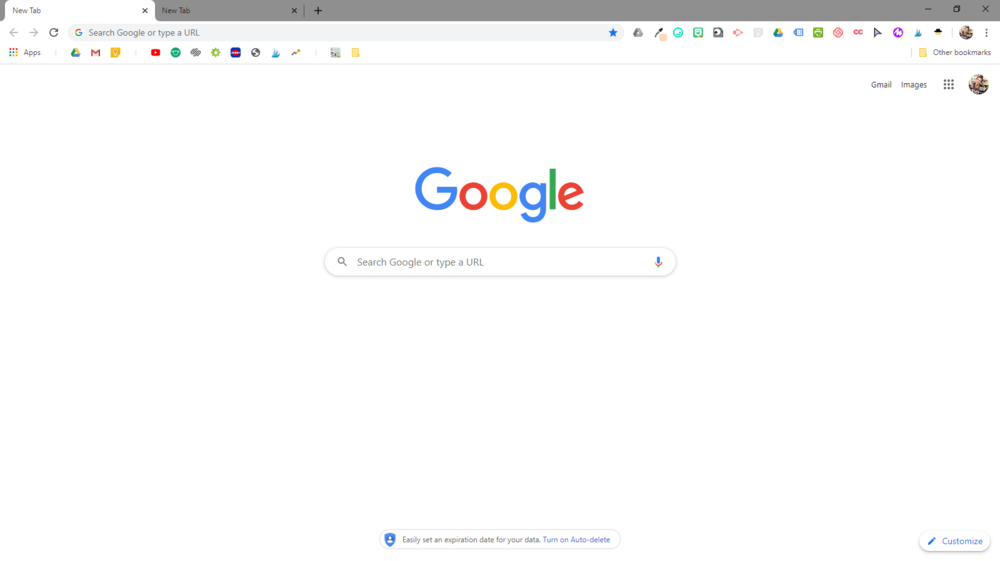 New Tab
New Tab
Search Google or type a URL
Apps
CC
Other bookmarks
Gmail Images
Google
Search Google or type a URL
Easily set an expiration date for your data. Turn on Auto-delete
Customize